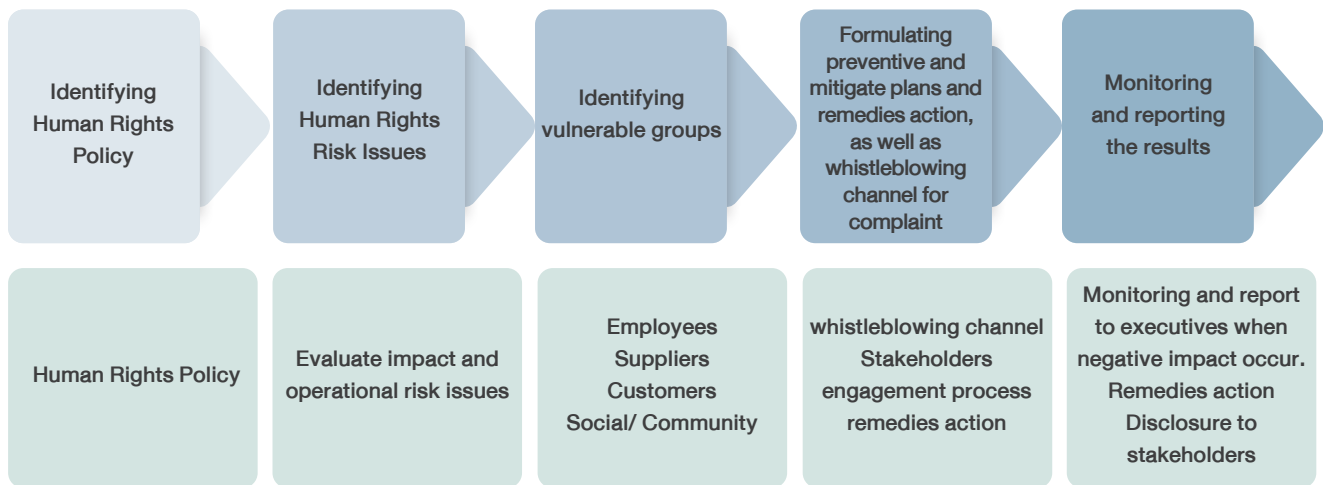 Identifying
Human Rights
Policy
Identifying
Human Rights
Risk Issues
Identifying
vulnerable groups
Formulating
preventive and
mitigate plans and
remedies action,
as well as
whistleblowing
channel for
complaint
Monitoring
and reporting
the results
Human Rights Policy
Evaluate impact and
operational risk issues
Employees
Suppliers
Customers
Social/ Community
whistleblowing channel
Stakeholders
engagement process
remedies action
Monitoring and report
to executives when
negative impact occur.
Remedies action
Disclosure to
stakeholders